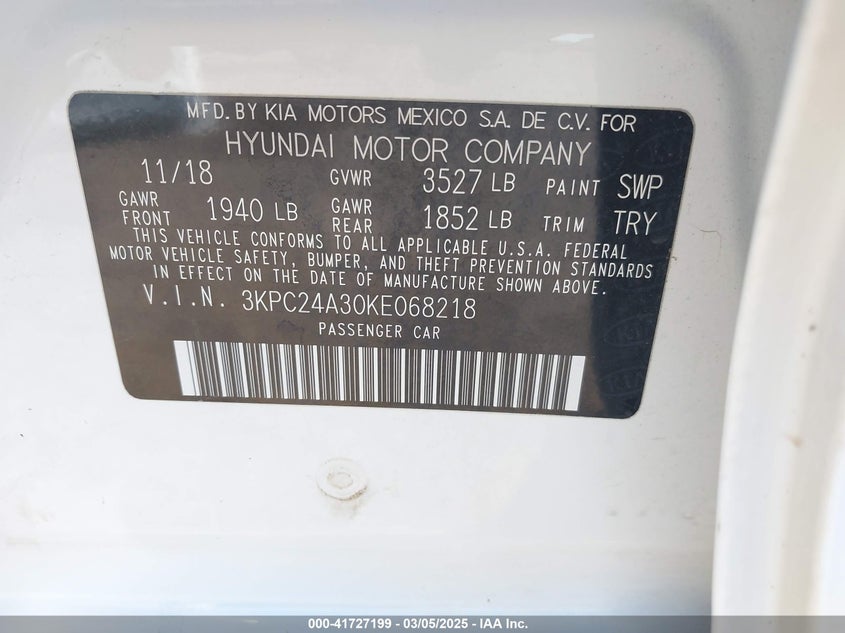 MFD. BY KIA MOTORS MEXICO S.A. DE C.V. FOR
HYUNDAI MOTOR COMPANY
11/18 GVWR 3527 LB PAINT SWP
GAWR FRONT 1940 LB GAWR REAR 1852 LB TRIM TRY
THIS VEHICLE CONFORMS TO ALL APPLICABLE U.S.A. FEDERAL
MOTOR VEHICLE SAFETY, BUMPER, AND THEFT PREVENTION STANDARDS
IN EFFECT ON THE DATE OF MANUFACTURE SHOWN ABOVE.
V.I.N. 3KPC24A30KE068218
PASSENGER CAR
KIA
KIA
000-41727199 — 03/05/2025 — IAA Inc.